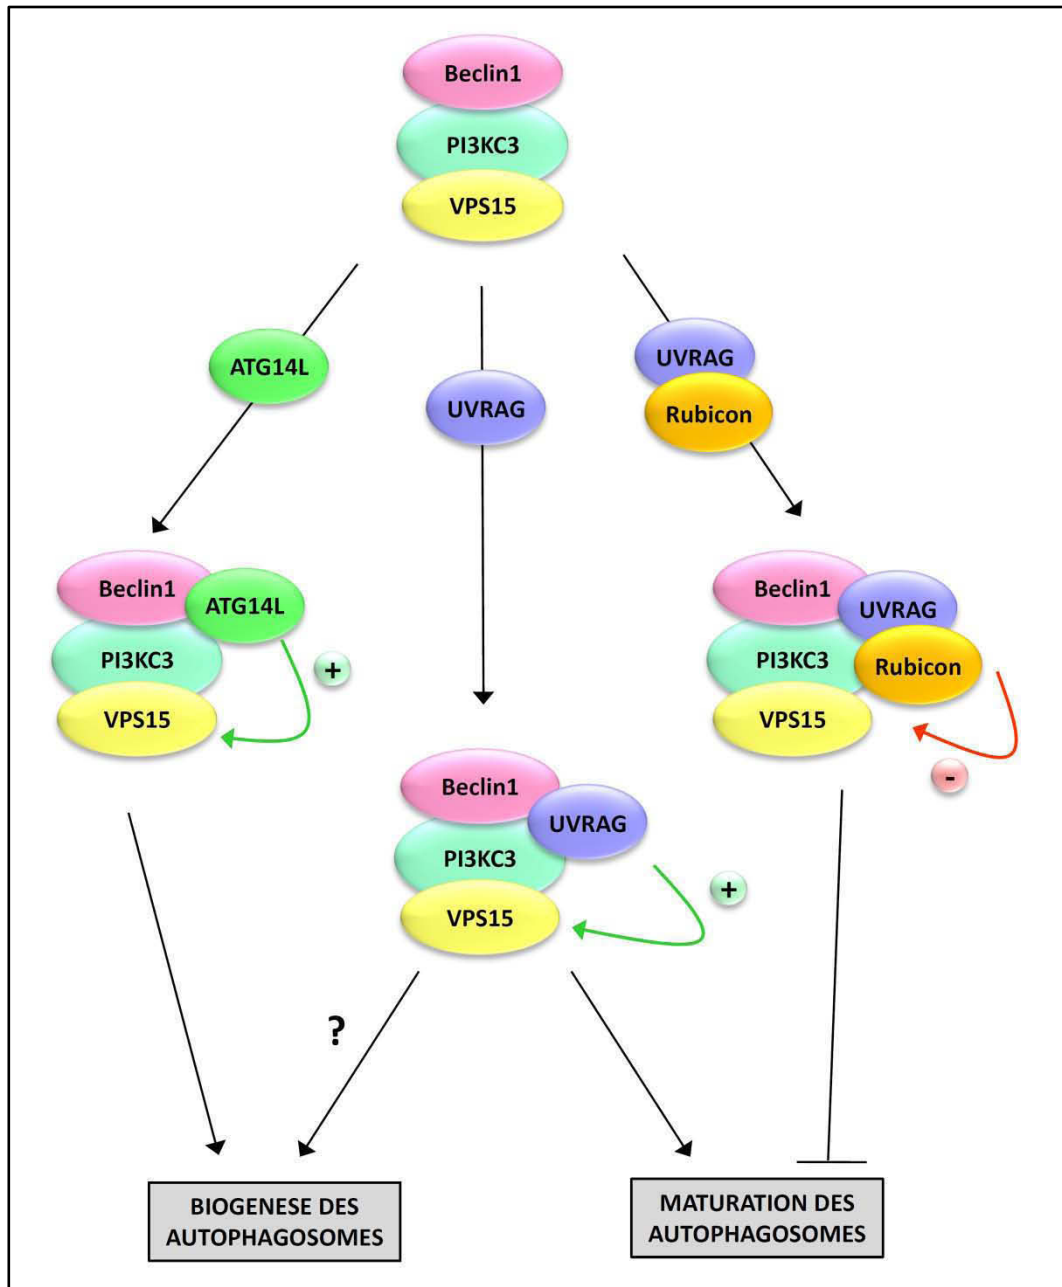 Beclin1
PI3KC3
VPS15
ATG14L
UVRAG
UVRAG
Rubicon
Beclin1
ATG14L
PI3KC3
VPS15
+
Beclin1
UVRAG
PI3KC3
Rubicon
VPS15
-
Beclin1
UVRAG
PI3KC3
VPS15
+
?
BIOGENESE DES
AUTOPHAGOSOMES
MATURATION DES
AUTOPHAGOSOMES